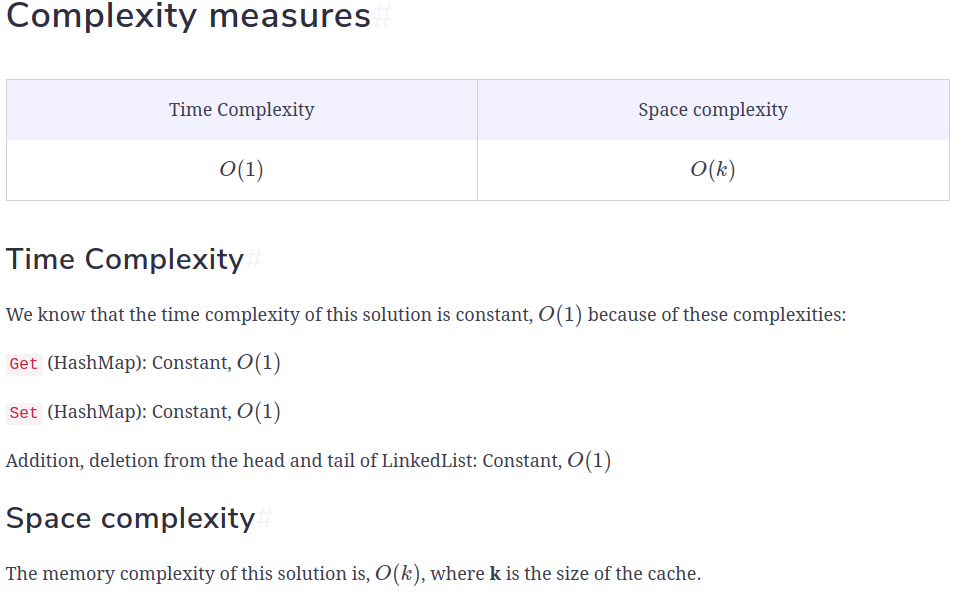 Complexity measures#
Time Complexity Space complexity
O(1) O(k)
Time Complexity#
We know that the time complexity of this solution is constant, O(1) because of these complexities:
Get (HashMap): Constant, O(1)
Set (HashMap): Constant, O(1)
Addition, deletion from the head and tail of LinkedList: Constant, O(1)
Space complexity#
The memory complexity of this solution is, O(k), where k is the size of the cache.